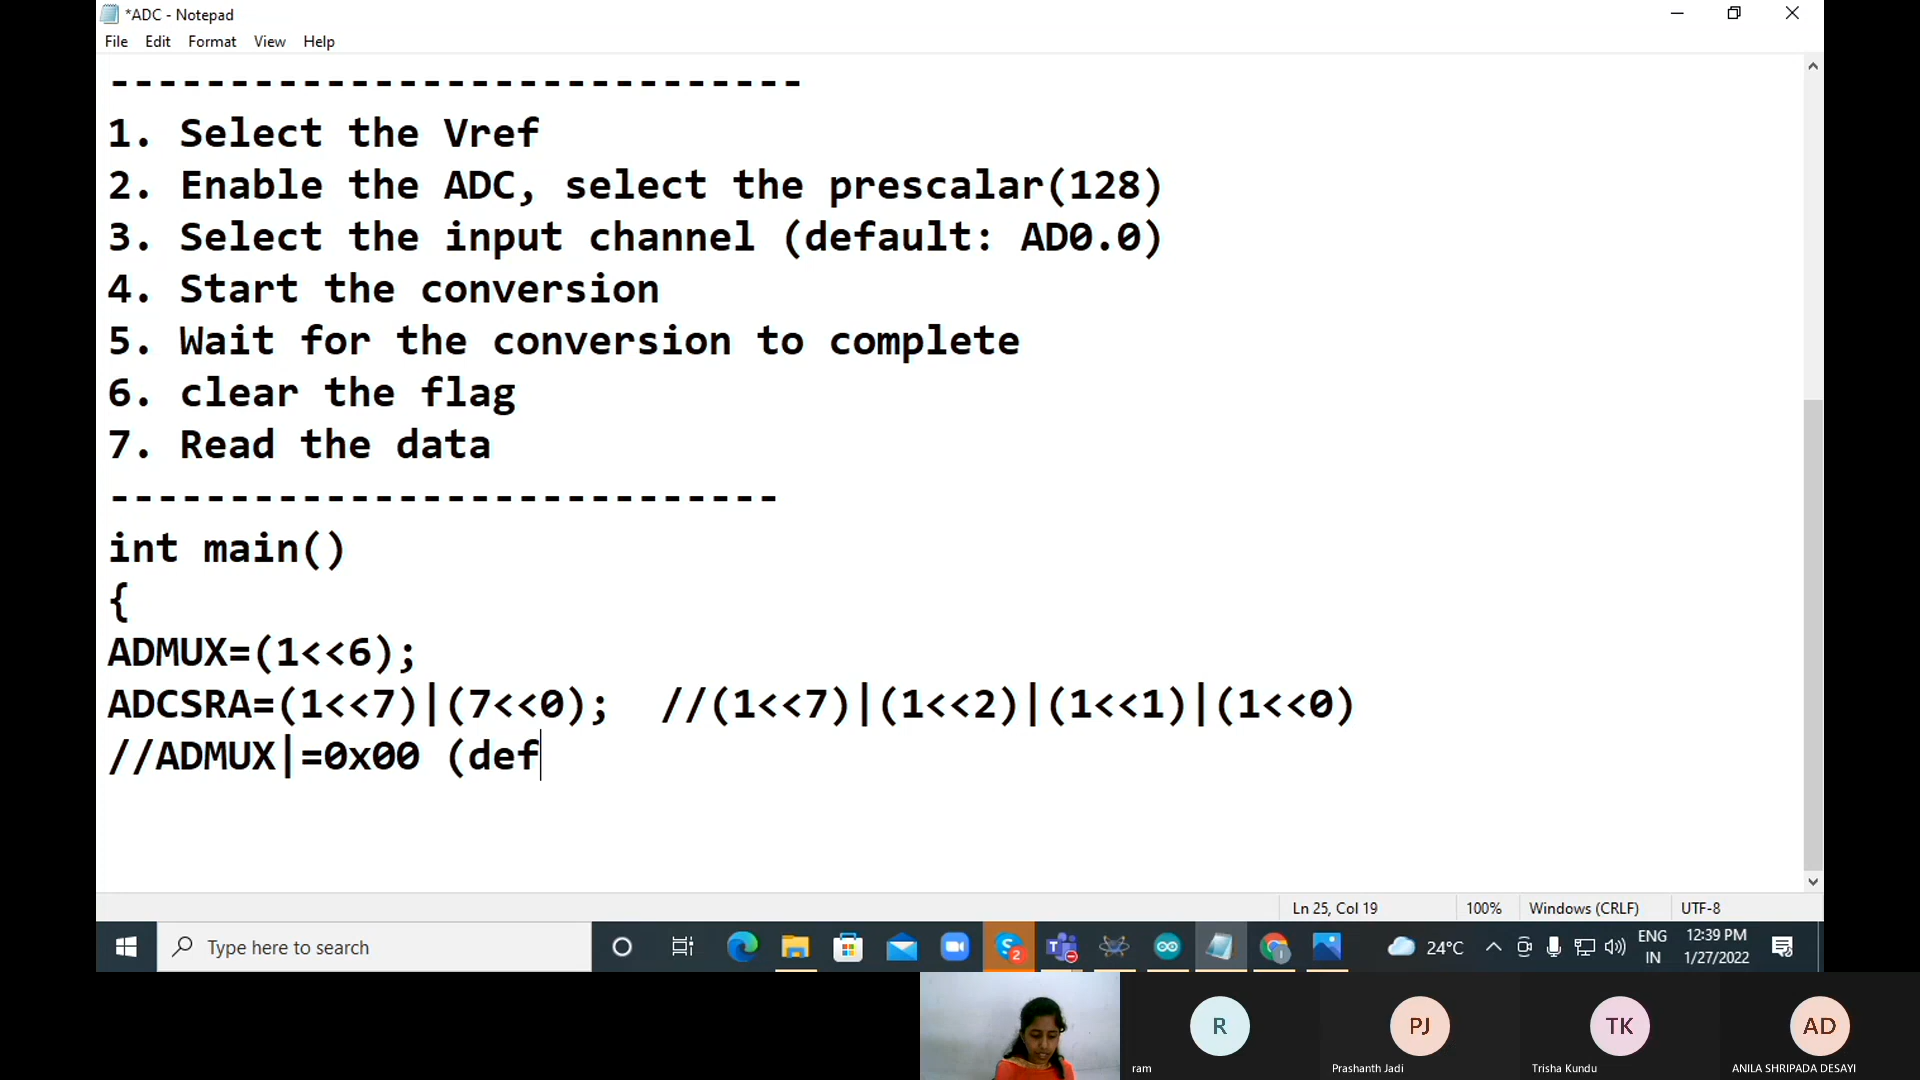 *ADC - Notepad
File Edit Format View Help
-----------------------------
1. Select the Vref
2. Enable the ADC, select the prescalar(128)
3. Select the input channel (default: AD0.0)
4. Start the conversion
5. Wait for the conversion to complete
6. clear the flag
7. Read the data
----------------------------
int main()
{
ADMUX=(1<<6);
ADCSRA=(1<<7)|(7<<0);  //(1<<7)|(1<<2)|(1<<1)|(1<<0)
//ADMUX|=0x00 (def
Ln 25, Col 19 100% Windows (CRLF) UTF-8
Type here to search
2
24°C
ENG
IN
12:39 PM
1/27/2022
R
PJ
TK
AD
ram
Prashanth Jadi
Trisha Kundu
ANILA SHRIPADA DESAYI